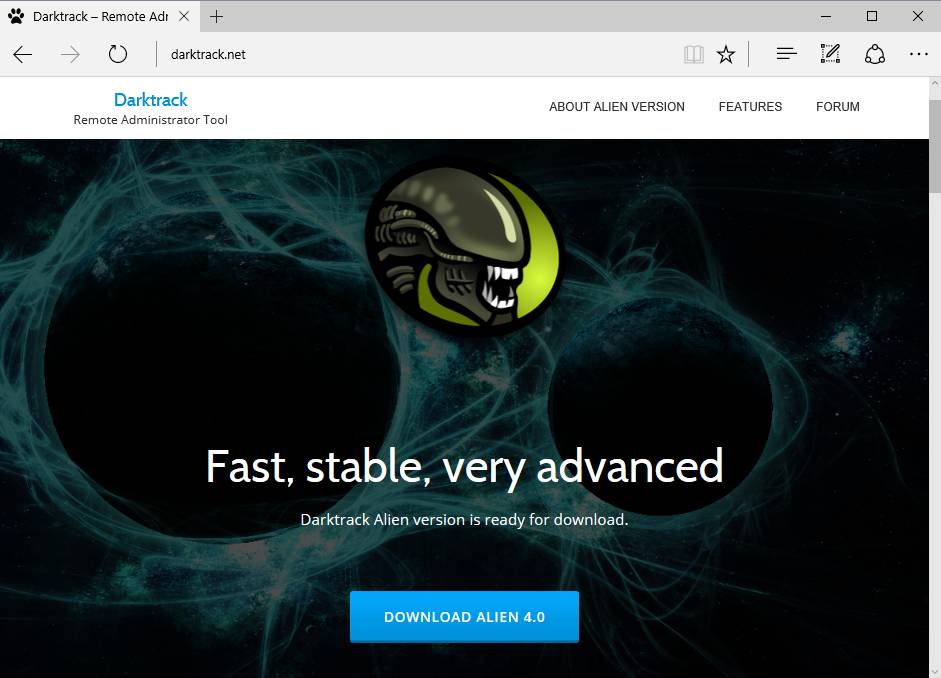 Darktrack – Remote Adr
darktrack.net
Darktrack
Remote Administrator Tool
ABOUT ALIEN VERSION FEATURES FORUM
Fast, stable, very advanced
Darktrack Alien version is ready for download.
DOWNLOAD ALIEN 4.0